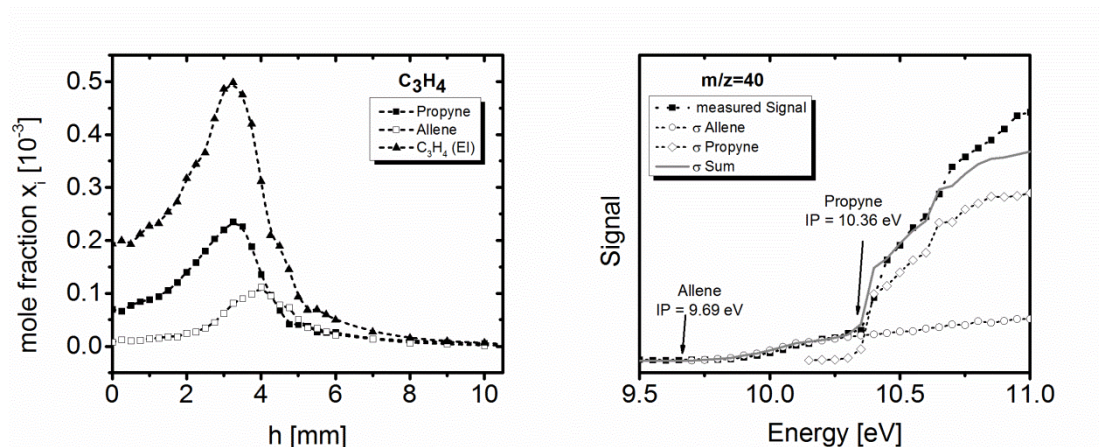 C₃H₄
Propyne
Allene
C₃H₄ (EI)
mole fraction xᵢ [10⁻³]
0.5
0.4
0.3
0.2
0.1
0.0
0 2 4 6 8 10
h [mm]
m/z=40
measured Signal
σ Allene
σ Propyne
σ Sum
Propyne
IP = 10.36 eV
Allene
IP = 9.69 eV
Signal
9.5 10.0 10.5 11.0
Energy [eV]